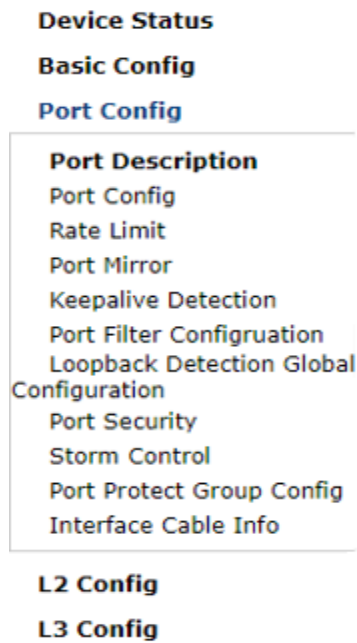 Device Status
Basic Config
Port Config
Port Description
Port Config
Rate Limit
Port Mirror
Keepalive Detection
Port Filter Configruation
Loopback Detection Global
Configuration
Port Security
Storm Control
Port Protect Group Config
Interface Cable Info
L2 Config
L3 Config